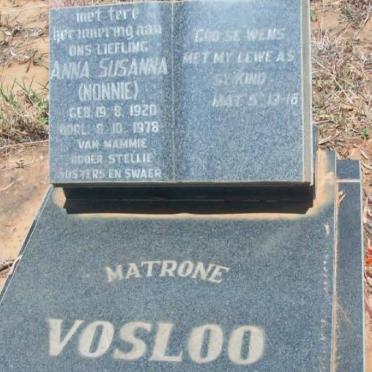 met tere
herinnering aan
ONS LIEFLING
ANNA SUSANNA
(NONNIE)
GEB. 19. 8. 1920
OORL. 8. 10. 1978
VAN MAMMIE
BROER STELLIE
SUSTERS EN SWAER
GOD SE WENS
MET MY LEWE AS
SY KIND
MAT. 5:13-16
MATRONE
VOSLOO